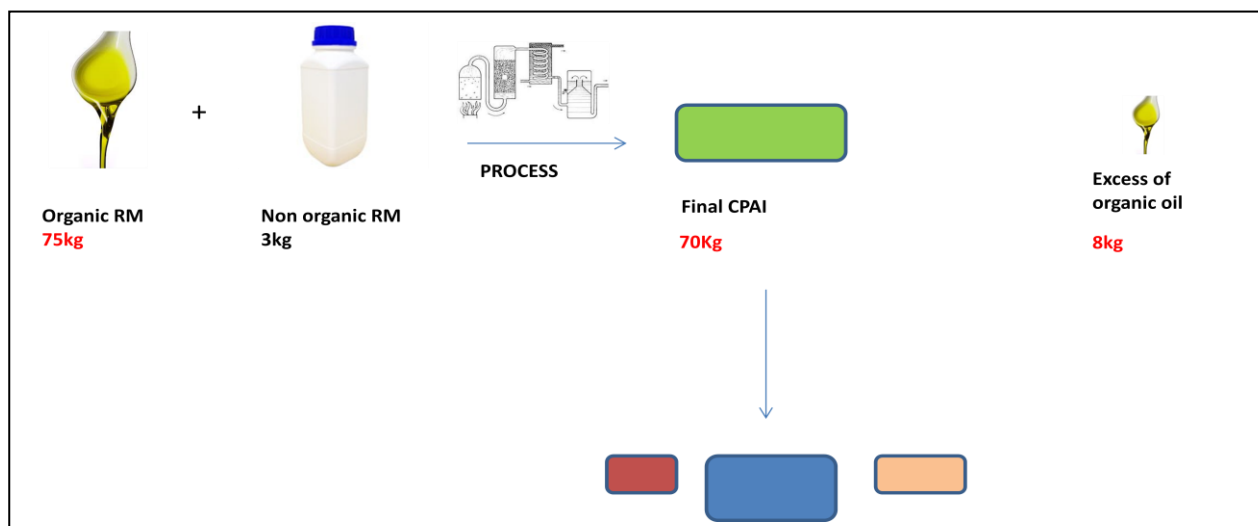 +
PROCESS
Organic RM
75kg
Non organic RM
3kg
Final CPAI
70Kg
Excess of
organic oil
8kg